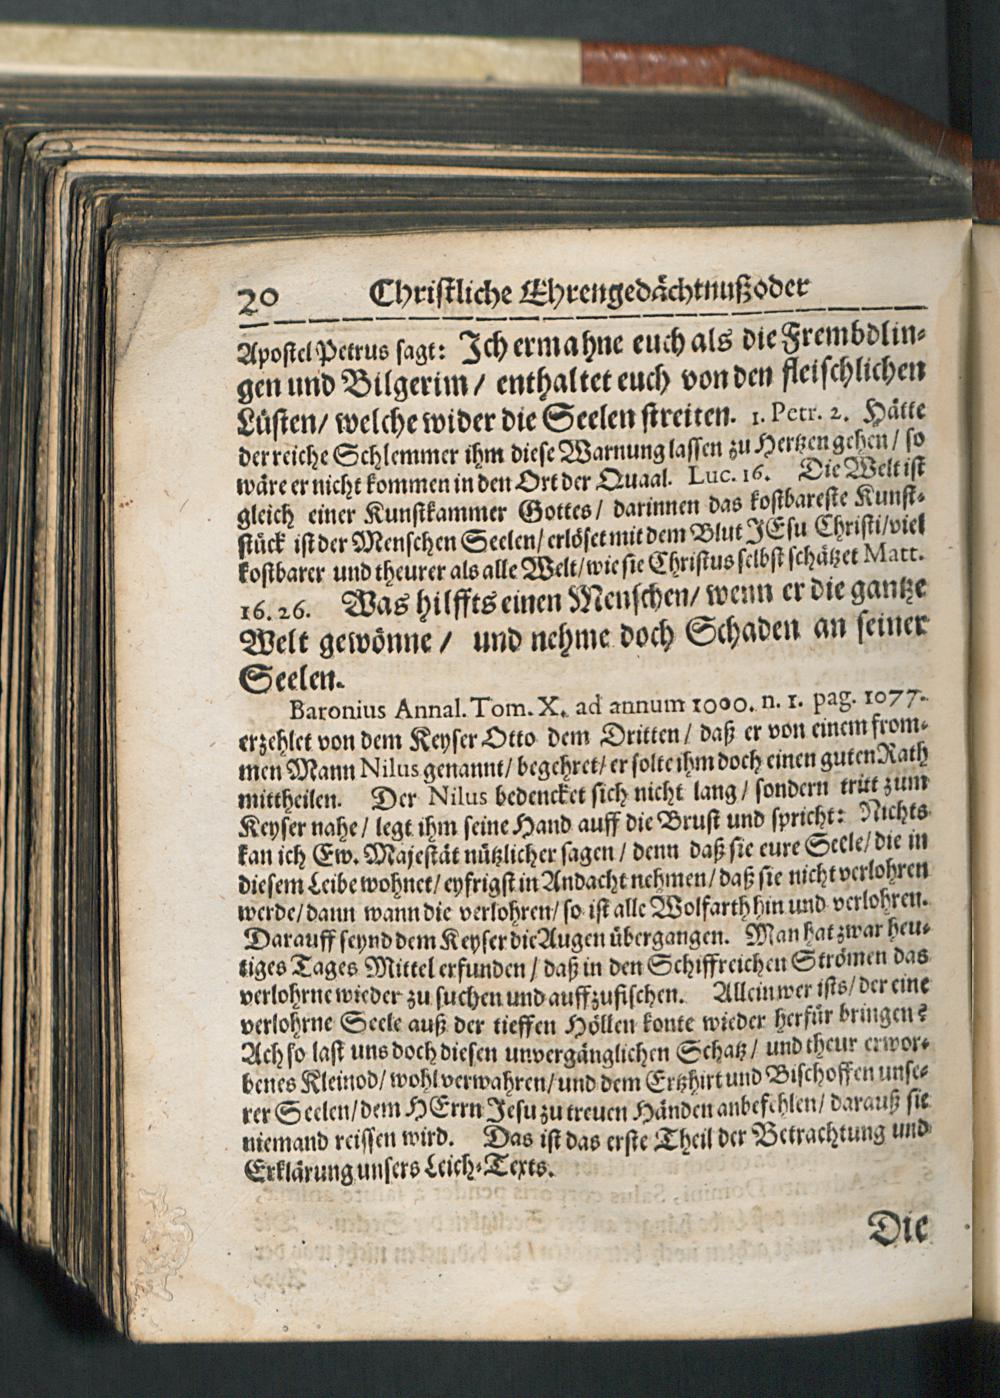 20 Christliche Ehrengedächtnuß oder
Apostel Petrus sagt: Ich ermahne euch als die Frembdlin-
gen und Bilgerim / enthaltet euch von den fleischlichen
Lüsten / welche wider die Seelen streiten. 1. Petr. 2. Hätte
der reiche Schlemmer ihm diese Warnung lassen zu Hertzen gehen / so
wäre er nicht kommen in den Ort der Quaal. Luc. 16. Die Welt ist
gleich einer Kunstkammer Gottes / darinnen das kostbareste Kunst-
stück ist der Menschen Seelen / erlöset mit dem Blut JEsu Christi / viel
kostbarer und theurer als alle Welt / wie sie Christus selbst schätzet Matt.
16. 26. Was hilffts einen Menschen / wenn er die gantze
Welt gewönne / und nehme doch Schaden an seiner
Seelen.
Baronius Annal. Tom. X. ad annum 1000. n. 1. pag. 1077.
erzehlet von dem Keyser Otto dem Dritten / daß er von einem from-
men Mann Nilus genannt / begehret / er solte ihm doch einen guten Rath
mittheilen. Der Nilus bedencket sich nicht lang / sondern tritt zum
Keyser nahe / legt ihm seine Hand auff die Brust und spricht: Nichts
kan ich Ew. Majestät nützlicher sagen / denn daß sie eure Seele / die in
diesem Leibe wohnet / eyfrigst in Andacht nehmen / daß sie nicht verlohren
werde / dann wann die verlohren / so ist alle Wolfarth hin und verlohren.
Darauff seynd dem Keyser die Augen übergangen. Man hat zwar heu-
tiges Tages Mittel erfunden / daß in den Schiffreichen Strömen das
verlohrne wieder zu suchen und auffzufischen. Allein wer ists / der eine
verlohrne Seele auß der tieffen Höllen konte wieder herfür bringen?
Ach so last uns doch diesen unvergänglichen Schatz / und theur erwor-
benes Kleinod / wohl verwahren / und dem Ertzhirt und Bischoffen unse-
rer Seelen / dem HErrn Jesu zu treuen Händen anbefehlen / darauß sie
niemand reissen wird. Das ist das erste Theil der Betrachtung und
Erklärung unsers Leich-Texts.
Die